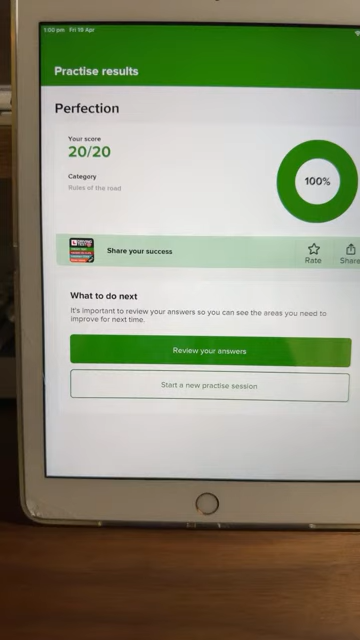 1:00 pm Fri 19 Apr
Practise results
Perfection
Your score
20/20
Category
Rules of the road
100%
Share your success
Rate
Share
What to do next
It's important to review your answers so you can see the areas you need to
improve for next time.
Review your answers
Start a new practise session